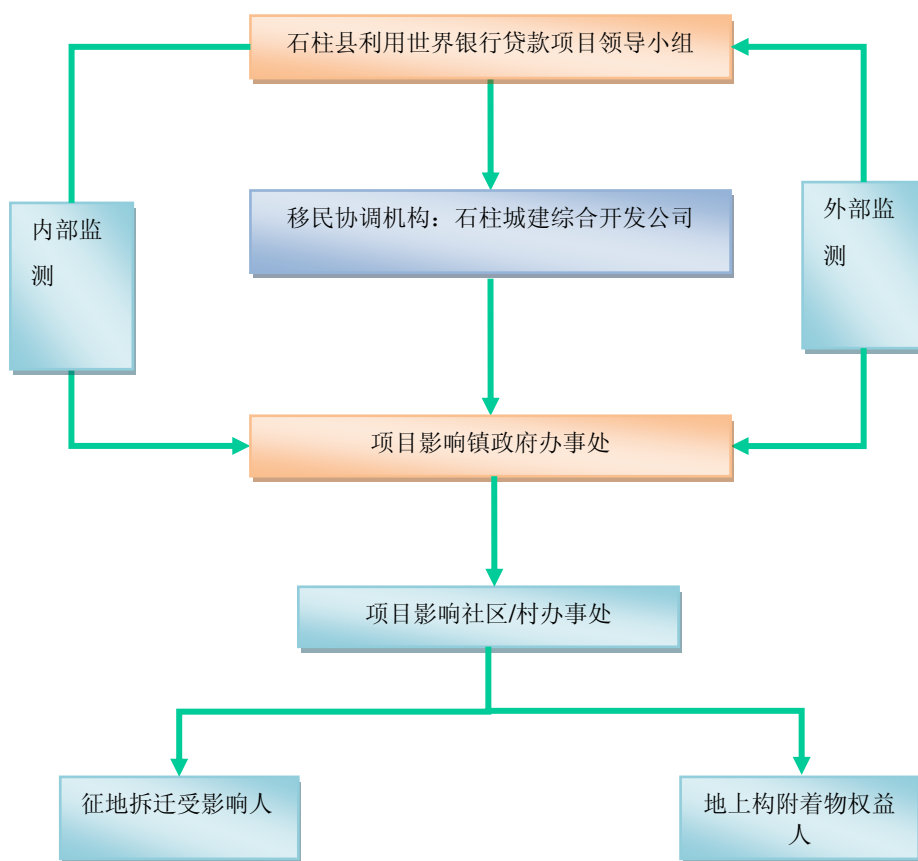 石柱县利用世界银行贷款项目领导小组
移民协调机构：石柱城建综合开发公司
内部监
测
外部监
测
项目影响镇政府办事处
项目影响社区/村办事处
征地拆迁受影响人
地上构附着物权益
人